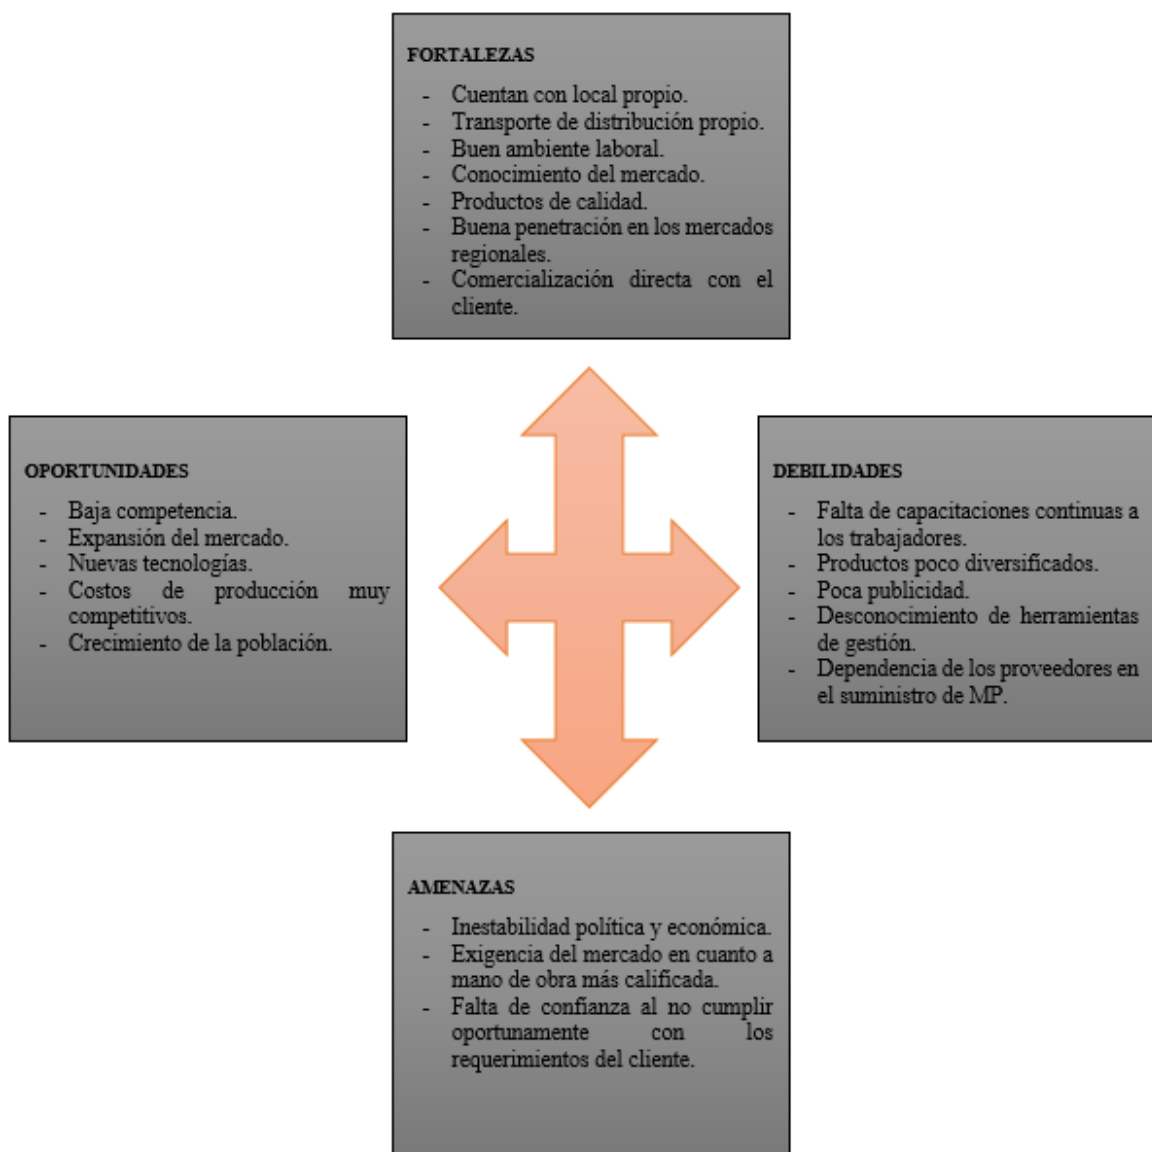 FORTALEZAS
- Cuentan con local propio.
- Transporte de distribución propio.
- Buen ambiente laboral.
- Conocimiento del mercado.
- Productos de calidad.
- Buena penetración en los mercados
regionales.
- Comercialización directa con el
cliente.
OPORTUNIDADES
- Baja competencia.
- Expansión del mercado.
- Nuevas tecnologías.
- Costos de producción muy
competitivos.
- Crecimiento de la población.
DEBILIDADES
- Falta de capacitaciones continuas a
los trabajadores.
- Productos poco diversificados.
- Poca publicidad.
- Desconocimiento de herramientas
de gestión.
- Dependencia de los proveedores en
el suministro de MP.
AMENAZAS
- Inestabilidad política y económica.
- Exigencia del mercado en cuanto a
mano de obra más calificada.
- Falta de confianza al no cumplir
oportunamente con los
requerimientos del cliente.